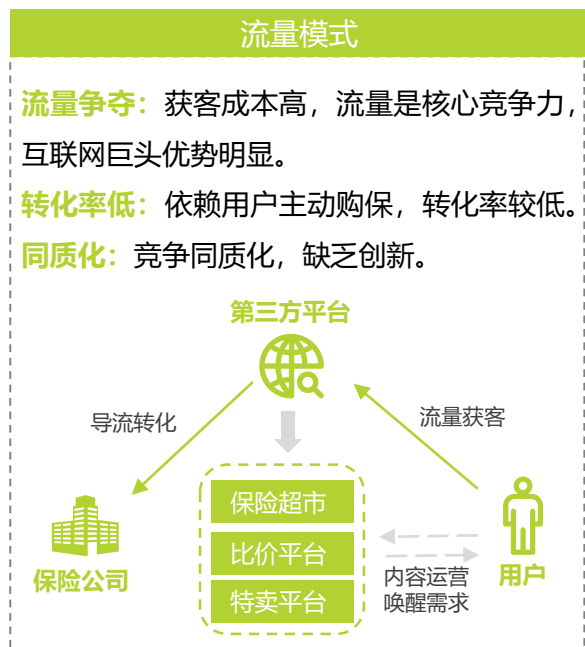 流量模式
流量争夺：获客成本高，流量是核心竞争力，
互联网巨头优势明显。
转化率低：依赖用户主动购保，转化率较低。
同质化：竞争同质化，缺乏创新。
第三方平台
导流转化
流量获客
保险超市
比价平台
特卖平台
保险公司
内容运营
唤醒需求
用户